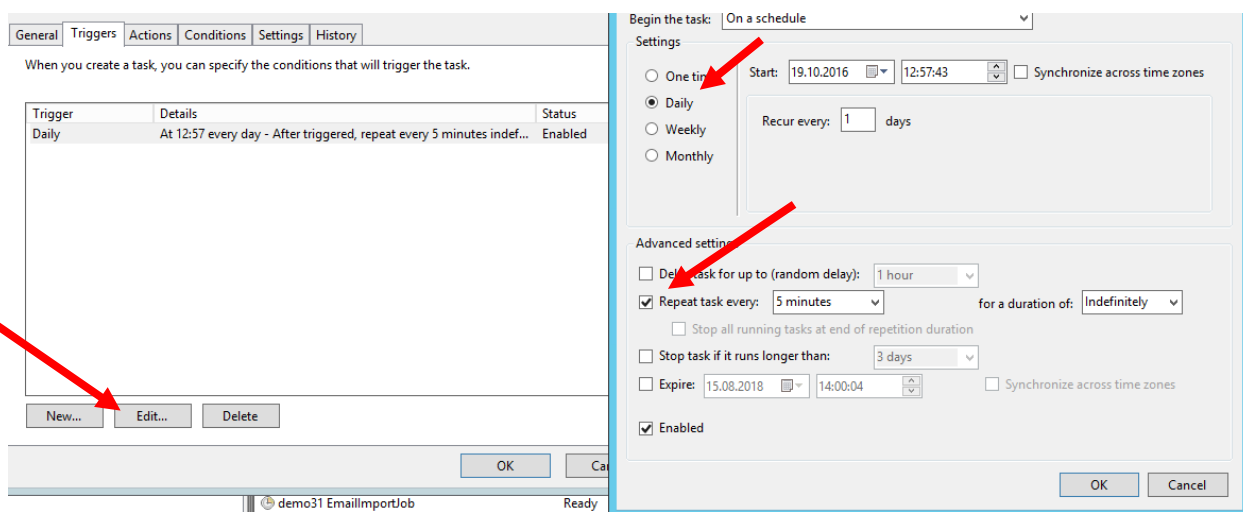 General Triggers Actions Conditions Settings History
When you create a task, you can specify the conditions that will trigger the task.
Trigger Details Status
Daily At 12:57 every day - After triggered, repeat every 5 minutes indef... Enabled
New... Edit... Delete
OK
demo31 EmailImportJob Ready
Begin the task: On a schedule
Settings
One
Start: 19.10.2016 12:57:43 Synchronize across time zones
Daily
Recur every: 1 days
Weekly
Monthly
Advanced
task for up to (random delay): 1 hour
Repeat task every: 5 minutes for a duration of: Indefinitely
Stop all running tasks at end of repetition duration
Stop task if it runs longer than: 3 days
Expire: 15.08.2018 14:00:04 Synchronize across time zones
Enabled
OK Cancel